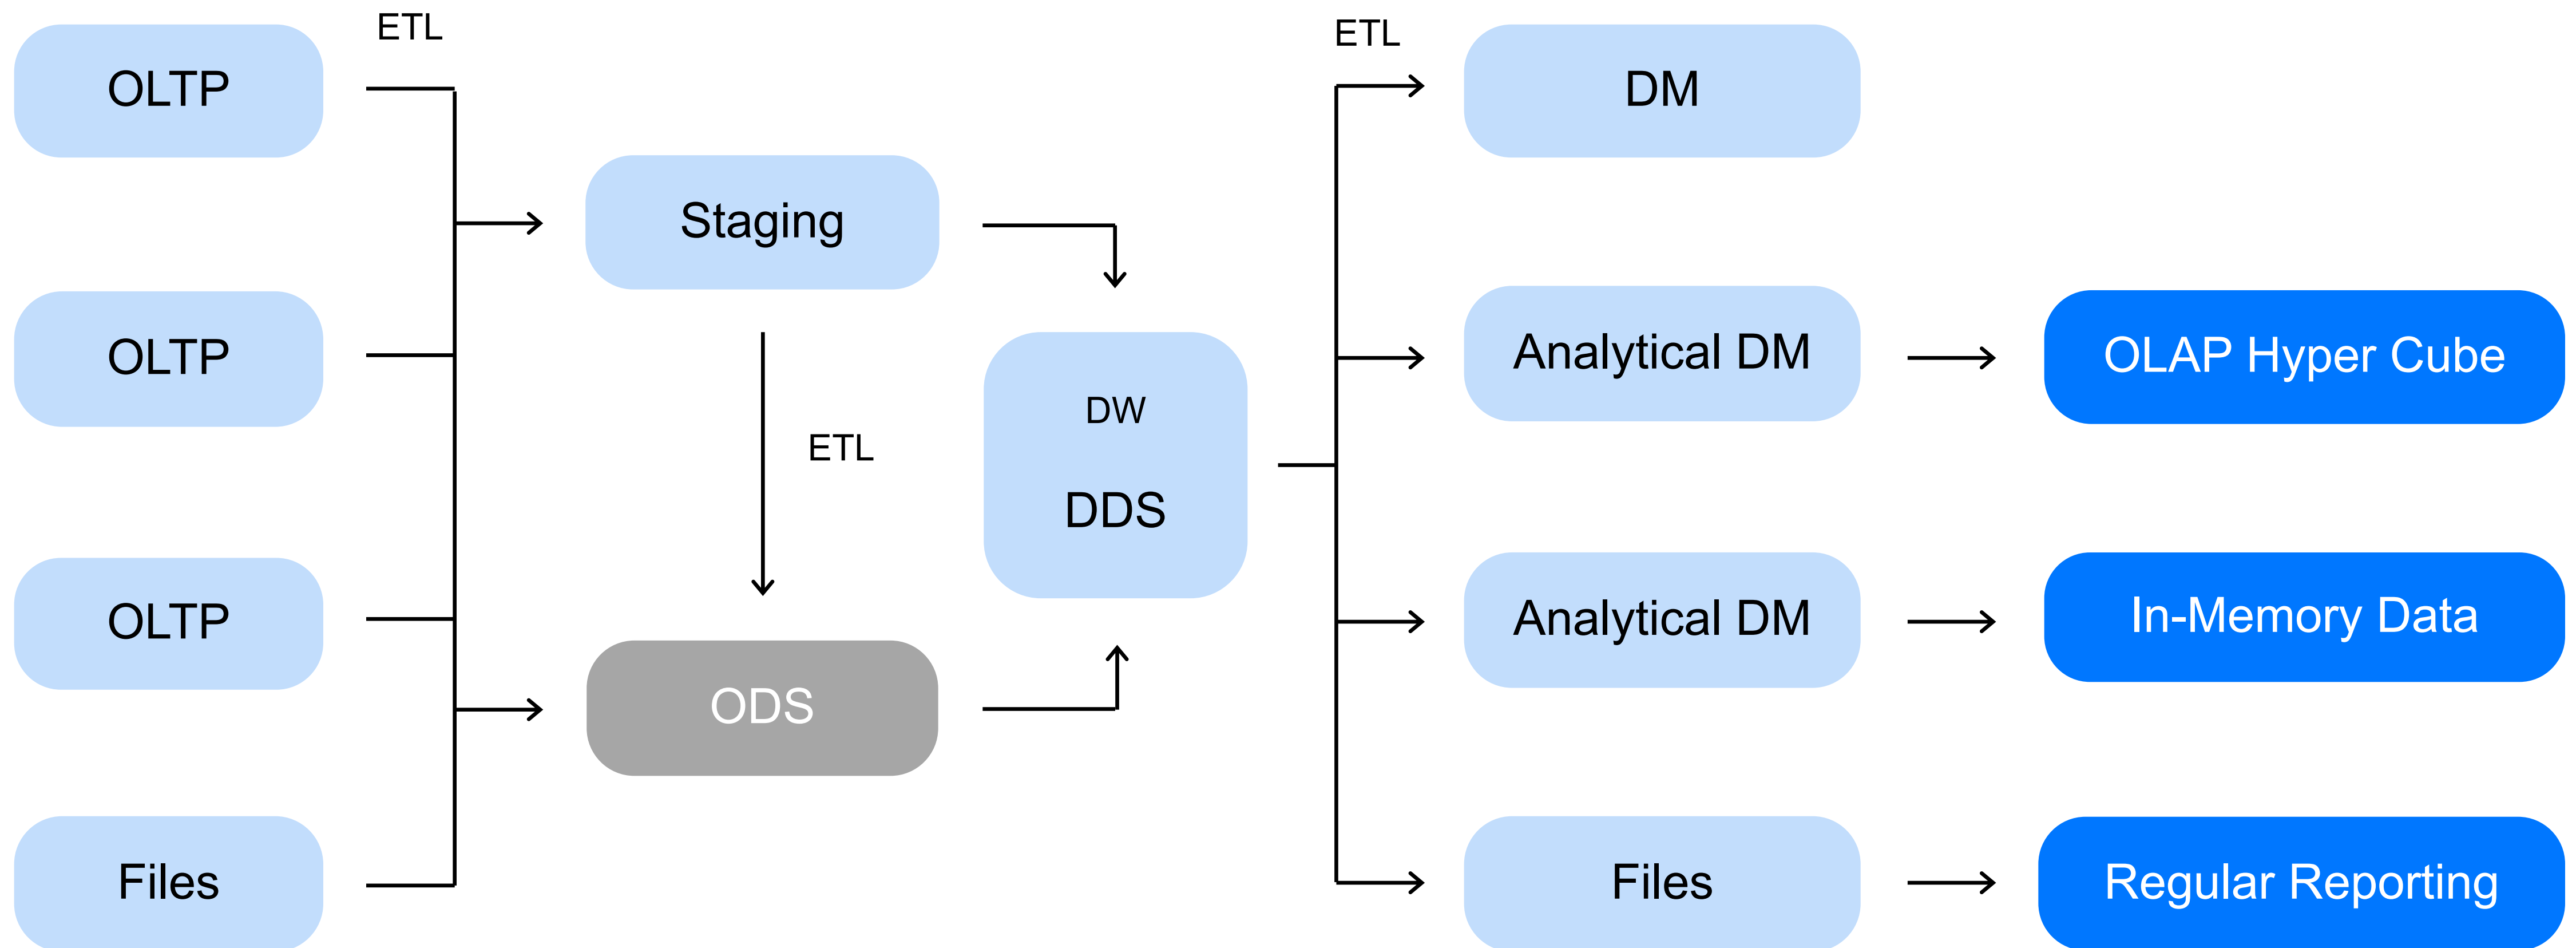 ETL
ETL
OLTP
DM
Staging
OLTP
Analytical DM
OLAP Hyper Cube
DW
ETL
DDS
OLTP
Analytical DM
In-Memory Data
ODS
Files
Files
Regular Reporting